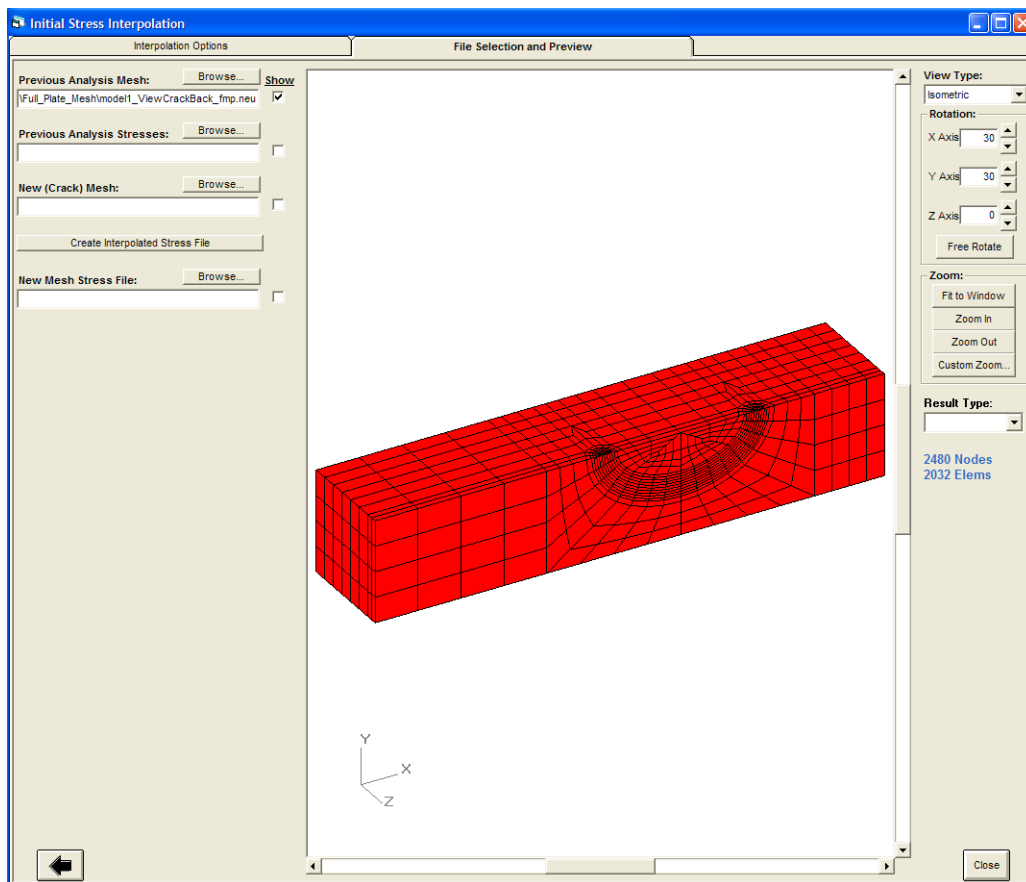 Initial Stress Interpolation
Interpolation Options
File Selection and Preview
Previous Analysis Mesh:
Browse...
Show
\Full_Plate_Mesh\model1_ViewCrackBack_fmp.neu
Previous Analysis Stresses:
Browse...
New (Crack) Mesh:
Browse...
Create Interpolated Stress File
New Mesh Stress File:
Browse...
Y
X
Z
View Type:
Isometric
Rotation:
X Axis 30
Y Axis 30
Z Axis 0
Free Rotate
Zoom:
Fit to Window
Zoom In
Zoom Out
Custom Zoom...
Result Type:
2480 Nodes
2032 Elems
Close